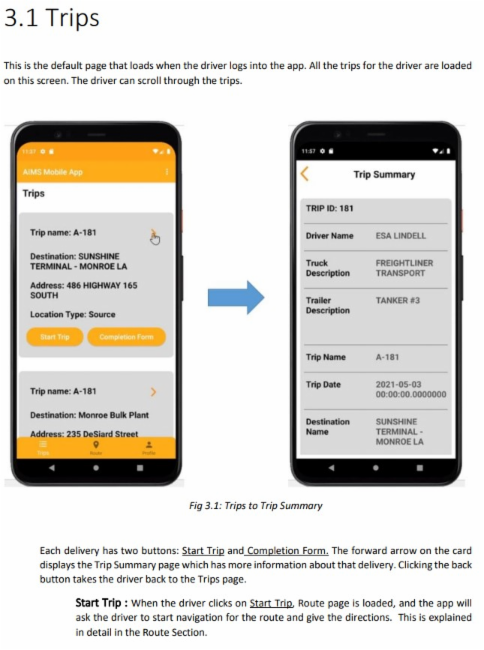 3.1 Trips
This is the default page that loads when the driver logs into the app. All the trips for the driver are loaded
on this screen. The driver can scroll through the trips.
11:57
AIMS Mobile App
Trips
Trip name: A-181
Destination: SUNSHINE
TERMINAL - MONROE LA
Address: 486 HIGHWAY 165
SOUTH
Location Type: Source
Start Trip
Completion Form
Trip name: A-181
Destination: Monroe Bulk Plant
Address: 235 DeSiard Street
Trips
Route
Profile
11:57
Trip Summary
TRIP ID: 181
Driver Name ESA LINDELL
Truck FREIGHTLINER
Description TRANSPORT
Trailer TANKER #3
Description
Trip Name A-181
Trip Date 2021-05-03
00:00:00.0000000
Destination SUNSHINE
Name TERMINAL -
MONROE LA
Fig 3.1: Trips to Trip Summary
Each delivery has two buttons: Start Trip and Completion Form. The forward arrow on the card
displays the Trip Summary page which has more information about that delivery. Clicking the back
button takes the driver back to the Trips page.
Start Trip : When the driver clicks on Start Trip, Route page is loaded, and the app will
ask the driver to start navigation for the route and give the directions. This is explained
in detail in the Route Section.